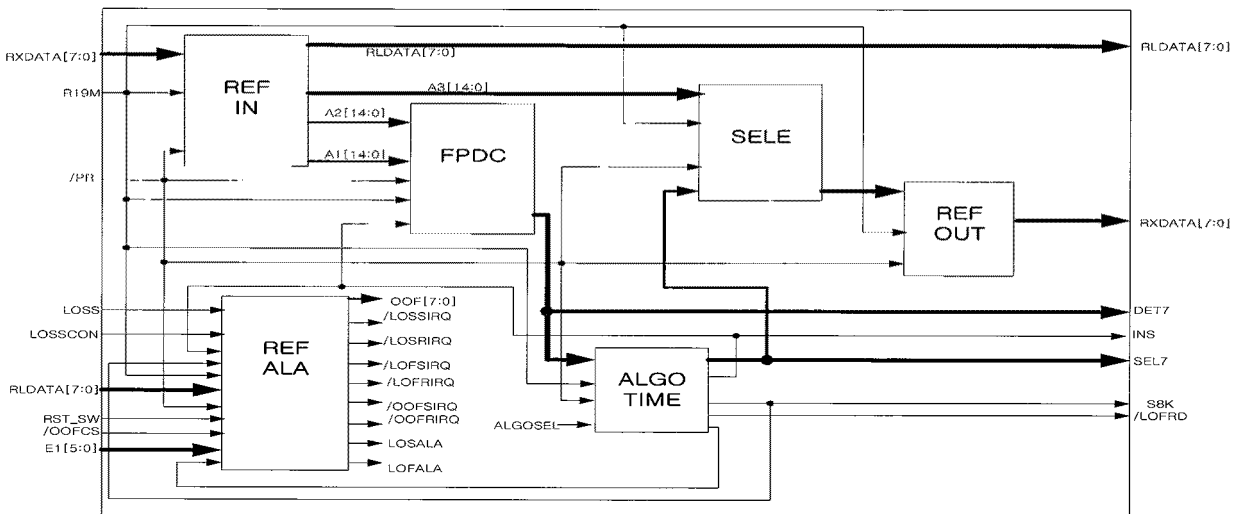 RXDATA[7:0]
R19M
/PR
REF
IN
RLDATA[7:0]
A3[14:0]
A2[14:0]
A1[14:0]
FPDC
SELE
REF
OUT
RLDATA[7:0]
RXDATA[7:0]
LOSS
LOSSCON
RLDATA[7:0]
RST_SW
/OOFCS
E1[5:0]
REF
ALA
OOF[7:0]
/LOSSIRQ
/LOSRIRQ
/LOFSIRQ
/LOFRIRQ
/OOFSIRQ
/OOFRIRQ
LOSALA
LOFALA
ALGOSEL
ALGO
TIME
DET7
INS
SEL7
S8K
/LOFRD